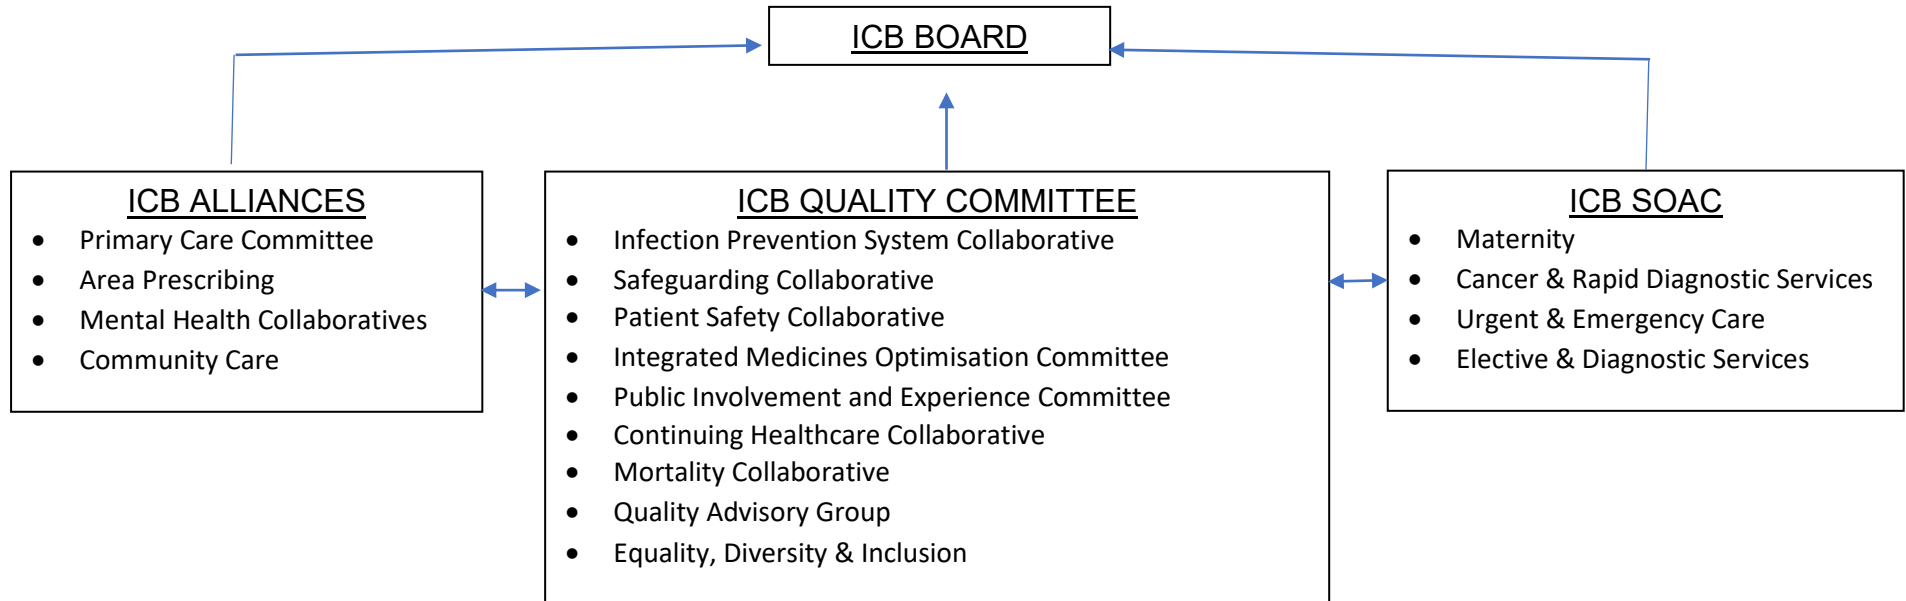 ICB BOARD
ICB ALLIANCES
• Primary Care Committee
• Area Prescribing
• Mental Health Collaboratives
• Community Care
ICB QUALITY COMMITTEE
• Infection Prevention System Collaborative
• Safeguarding Collaborative
• Patient Safety Collaborative
• Integrated Medicines Optimisation Committee
• Public Involvement and Experience Committee
• Continuing Healthcare Collaborative
• Mortality Collaborative
• Quality Advisory Group
• Equality, Diversity & Inclusion
ICB SOAC
• Maternity
• Cancer & Rapid Diagnostic Services
• Urgent & Emergency Care
• Elective & Diagnostic Services